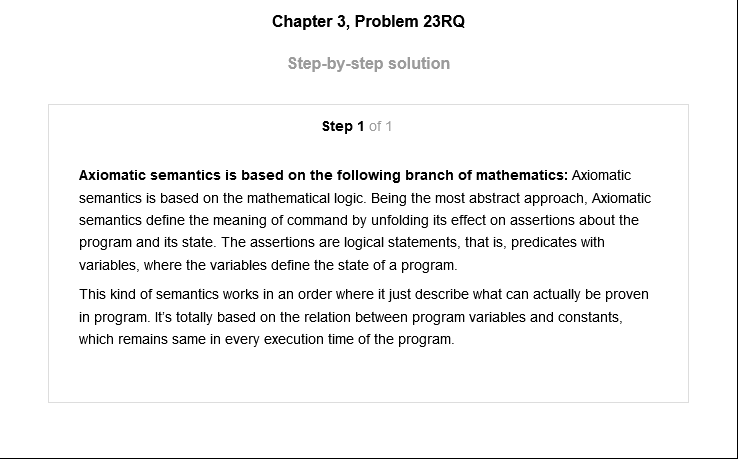 Chapter 3, Problem 23RQ
Step-by-step solution
Step 1 of 1
Axiomatic semantics is based on the following branch of mathematics: Axiomatic
semantics is based on the mathematical logic. Being the most abstract approach, Axiomatic
semantics define the meaning of command by unfolding its effect on assertions about the
program and its state. The assertions are logical statements, that is, predicates with
variables, where the variables define the state of a program.
This kind of semantics works in an order where it just describe what can actually be proven
in program. It's totally based on the relation between program variables and constants,
which remains same in every execution time of the program.